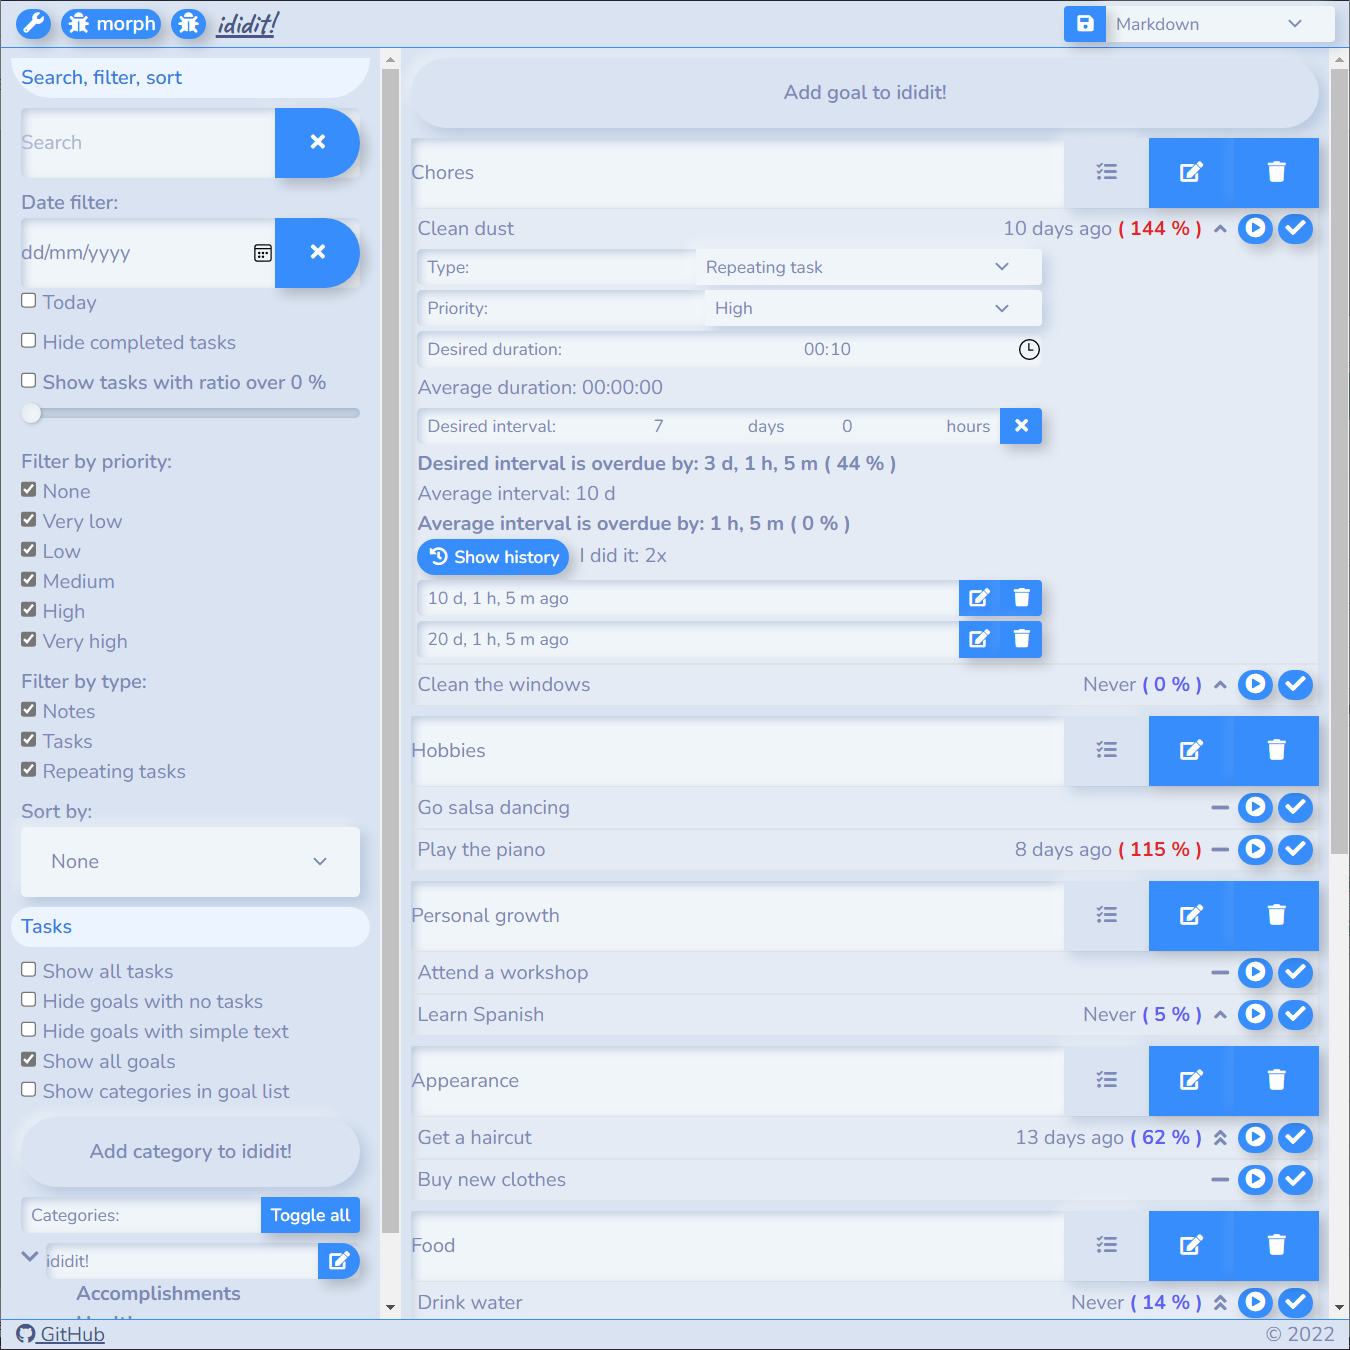 morph
ididit!
Markdown
Search, filter, sort
Search
Date filter:
dd/mm/yyyy
Today
Hide completed tasks
Show tasks with ratio over 0 %
Filter by priority:
None
Very low
Low
Medium
High
Very high
Filter by type:
Notes
Tasks
Repeating tasks
Sort by:
None
Tasks
Show all tasks
Hide goals with no tasks
Hide goals with simple text
Show all goals
Show categories in goal list
Add category to ididit!
Categories:
Toggle all
ididit!
Accomplishments
Add goal to ididit!
Chores
Clean dust 10 days ago ( 144 % )
Type: Repeating task
Priority: High
Desired duration: 00:10
Average duration: 00:00:00
Desired interval: 7 days 0 hours
Desired interval is overdue by: 3 d, 1 h, 5 m ( 44 % )
Average interval: 10 d
Average interval is overdue by: 1 h, 5 m ( 0 % )
Show history I did it: 2x
10 d, 1 h, 5 m ago
20 d, 1 h, 5 m ago
Clean the windows Never ( 0 % )
Hobbies
Go salsa dancing
Play the piano 8 days ago ( 115 % )
Personal growth
Attend a workshop
Learn Spanish Never ( 5 % )
Appearance
Get a haircut 13 days ago ( 62 % )
Buy new clothes
Food
Drink water Never ( 14 % )
GitHub
© 2022